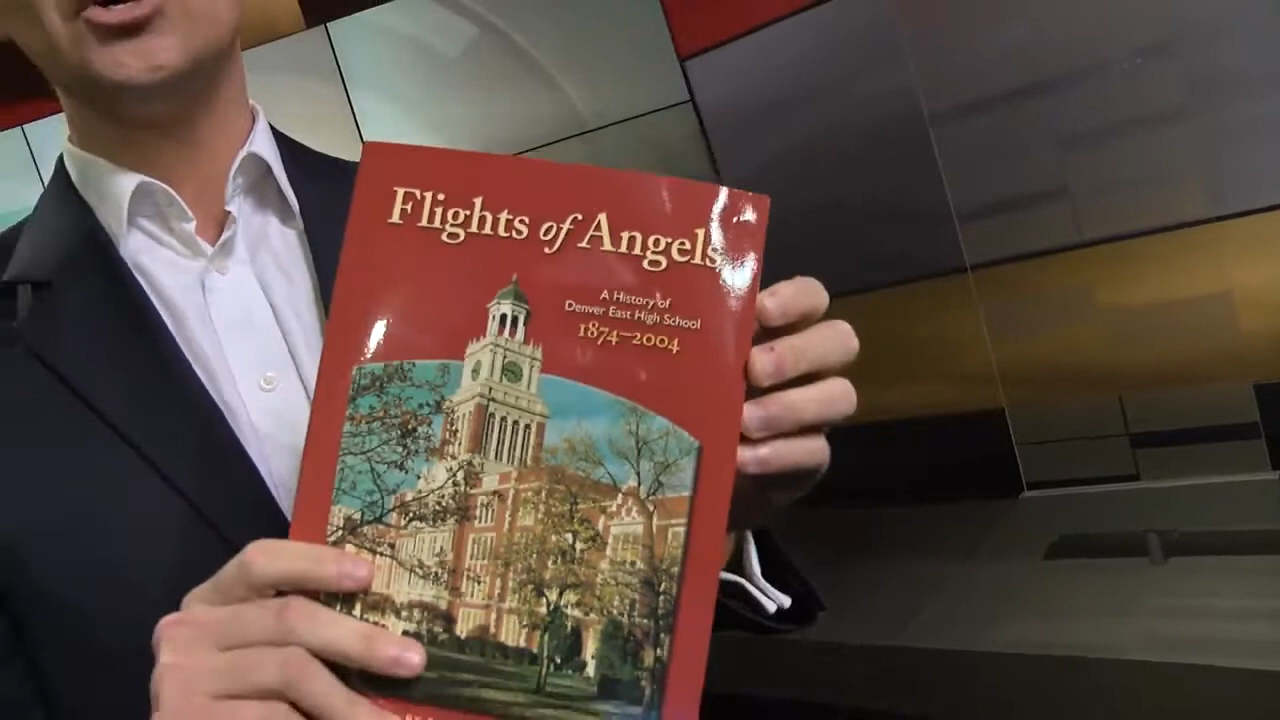 Flights of Angels
A History of
Denver East High School
1874–2004